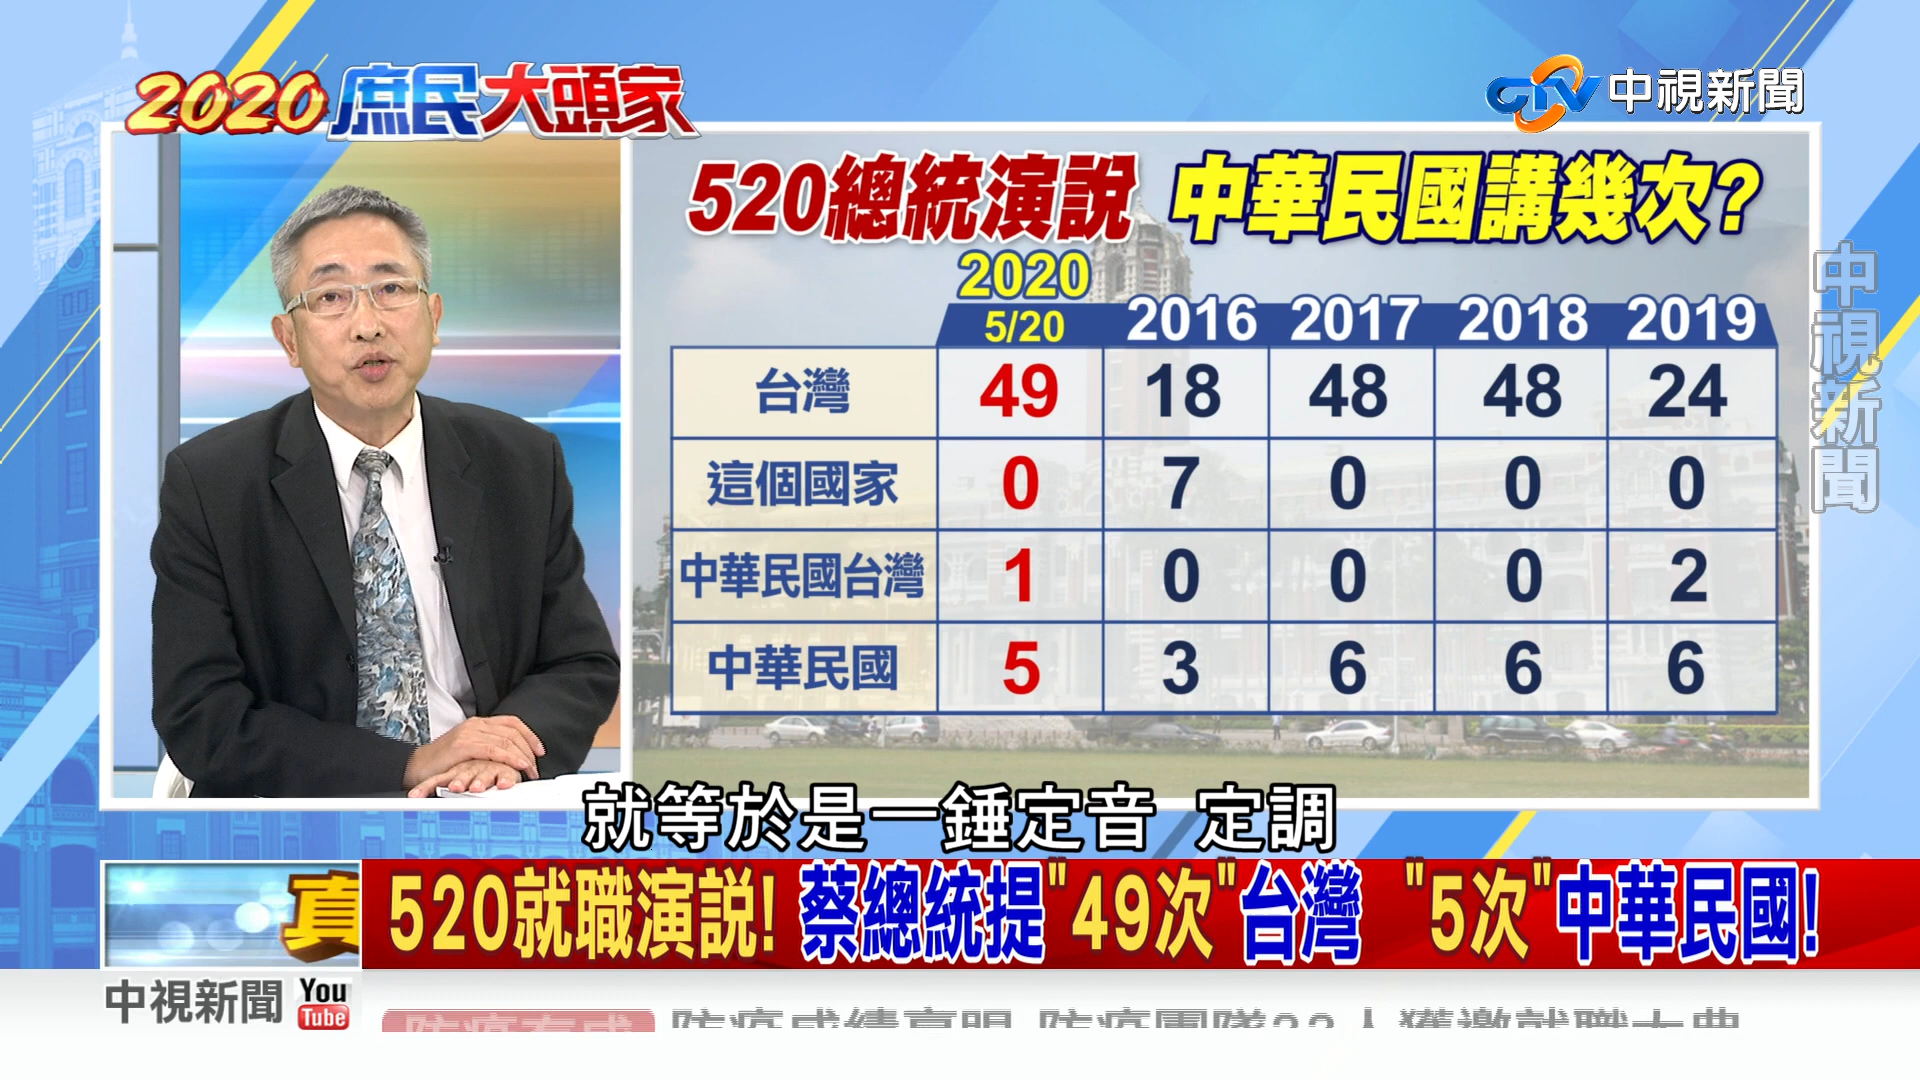 2020庶民大頭家
CTV中視新聞
520總統演說 中華民國講幾次?
2020 5/20 2016 2017 2018 2019
台灣 49 18 48 48 24
這個國家 0 7 0 0 0
中華民國台灣 1 0 0 0 2
中華民國 5 3 6 6 6
中視新聞
就等於是一錘定音 定調
真 520就職演說! 蔡總統提"49次"台灣 "5次"中華民國!
中視新聞 YouTube